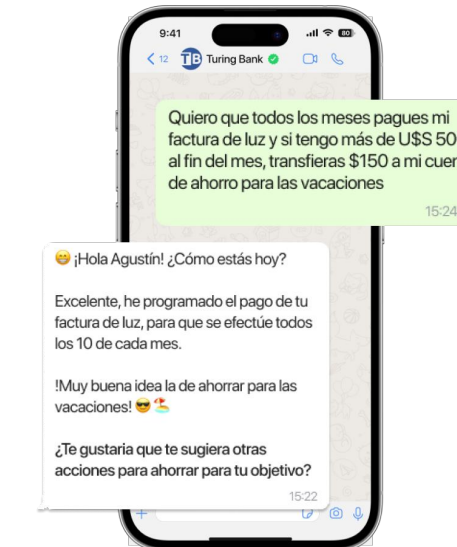 9:41
80
12
TB Turing Bank
Quiero que todos los meses pagues mi
factura de luz y si tengo más de U$S 50
al fin del mes, transfieras $150 a mi cuer
de ahorro para las vacaciones
15:24
¡Hola Agustín! ¿Cómo estás hoy?
Excelente, he programado el pago de tu
factura de luz, para que se efectúe todos
los 10 de cada mes.
!Muy buena idea la de ahorrar para las
vacaciones!
¿Te gustaria que te sugiera otras
acciones para ahorrar para tu objetivo?
15:22